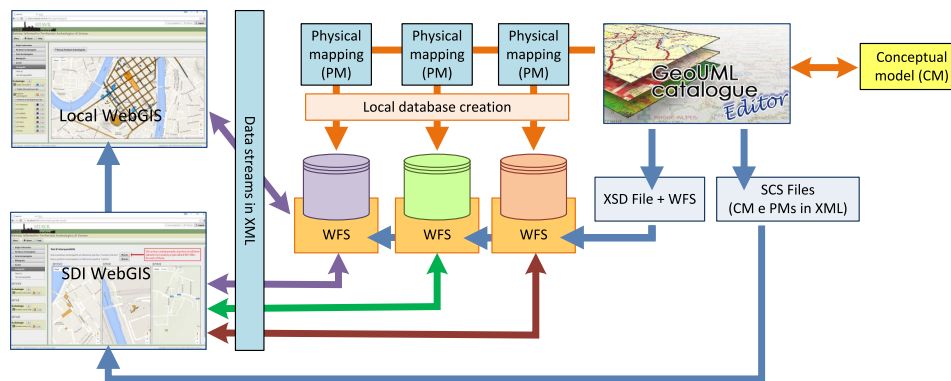 Local WebGIS
SDI WebGIS
Data streams in XML
Physical
mapping
(PM)
Physical
mapping
(PM)
Physical
mapping
(PM)
Local database creation
WFS
WFS
WFS
GeoUML
catalogue
Editor
Conceptual
model (CM)
XSD File + WFS
SCS Files
(CM e PMs in XML)